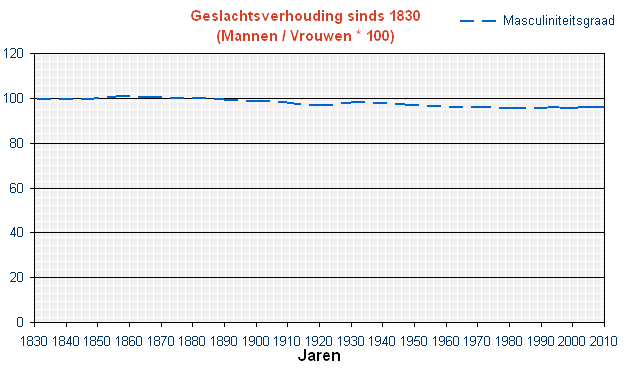 Geslachtsverhouding sinds 1830
(Mannen / Vrouwen * 100)
Masculiniteitsgraad
120
100
80
60
40
20
0
1830 1840 1850 1860 1870 1880 1890 1900 1910 1920 1930 1940 1950 1960 1970 1980 1990 2000 2010
Jaren